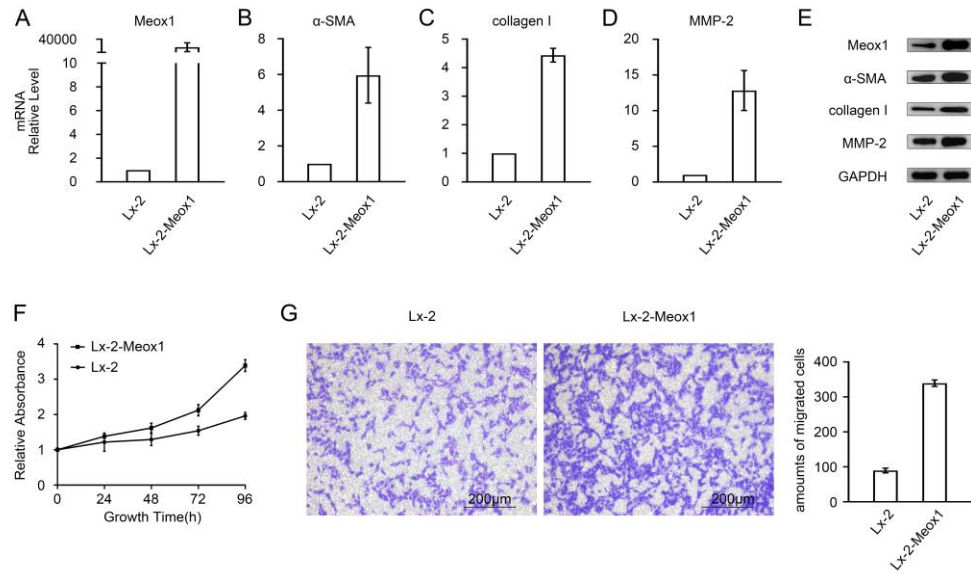 A
Meox1
mRNA
Relative Level
40000
10
8
6
4
2
0
Lx-2
Lx-2-Meox1
B
α-SMA
8
6
4
2
0
Lx-2
Lx-2-Meox1
C
collagen I
5
4
3
2
1
0
Lx-2
Lx-2-Meox1
D
MMP-2
20
15
10
5
0
Lx-2
Lx-2-Meox1
E
Meox1
α-SMA
collagen I
MMP-2
GAPDH
Lx-2
Lx-2-Meox1
F
Lx-2-Meox1
Lx-2
Relative Absorbance
4
3
2
1
0
0
24
48
72
96
Growth Time(h)
G
Lx-2
Lx-2-Meox1
200μm
200μm
amoumts of migrated cells
400
300
200
100
0
Lx-2
Lx-2-Meox1